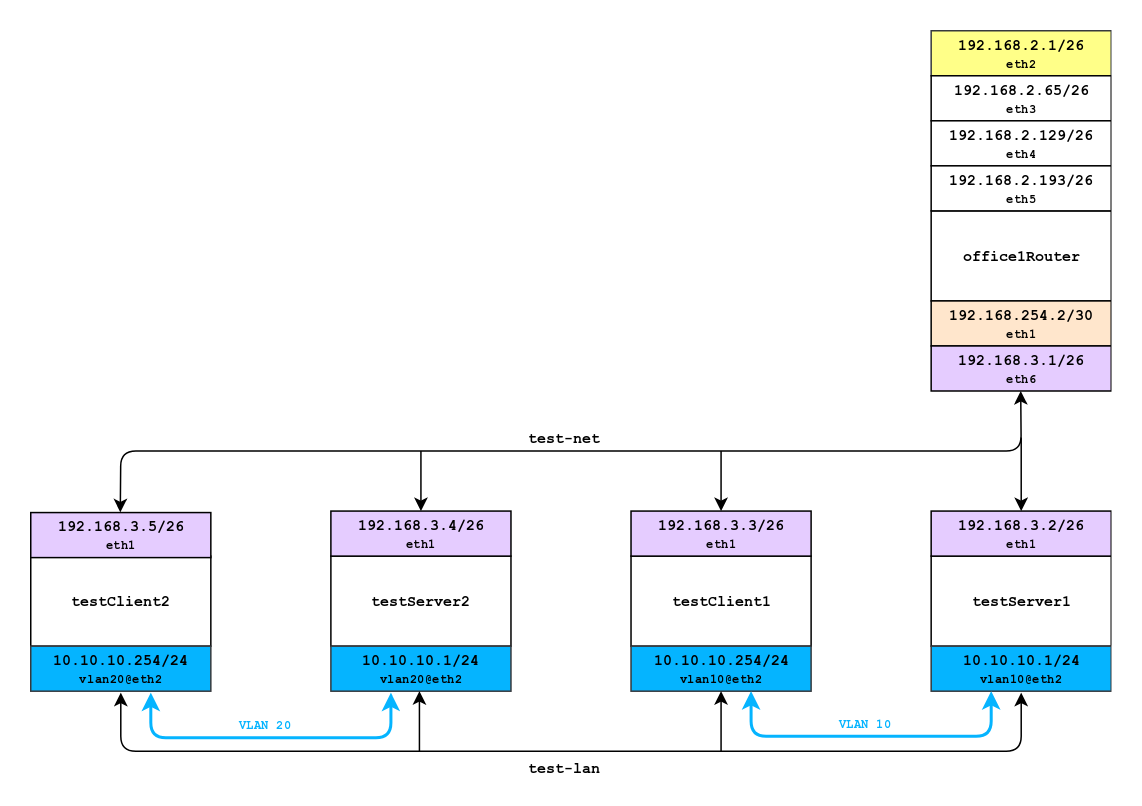 192.168.2.1/26
eth2
192.168.2.65/26
eth3
192.168.2.129/26
eth4
192.168.2.193/26
eth5
office1Router
192.168.254.2/30
eth1
192.168.3.1/26
eth6
test-net
192.168.3.5/26
eth1
testClient2
10.10.10.254/24
vlan20@eth2
192.168.3.4/26
eth1
testServer2
10.10.10.1/24
vlan20@eth2
192.168.3.3/26
eth1
testClient1
10.10.10.254/24
vlan10@eth2
192.168.3.2/26
eth1
testServer1
10.10.10.1/24
vlan10@eth2
VLAN 20
VLAN 10
test-lan